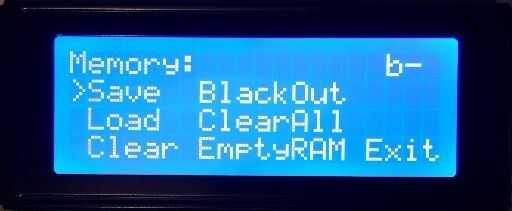 Memory: b-
>Save BlackOut
Load ClearAll
Clear EmptyRAM Exit